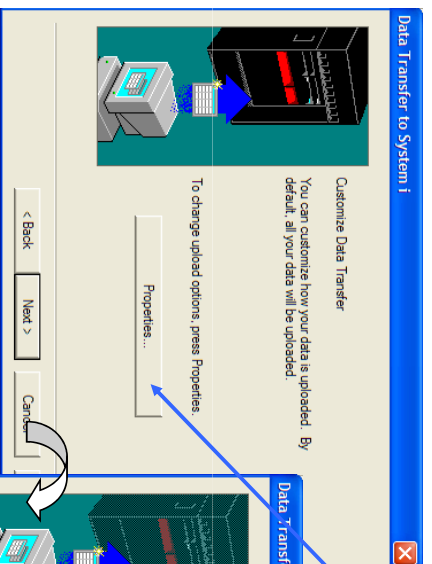 Data Transfer to System i
Customize Data Transfer
You can customize how your data is uploaded. By
default, all your data will be uploaded.
To change upload options, press Properties.
Properties...
< Back
Next >
Cancel
Data Transf